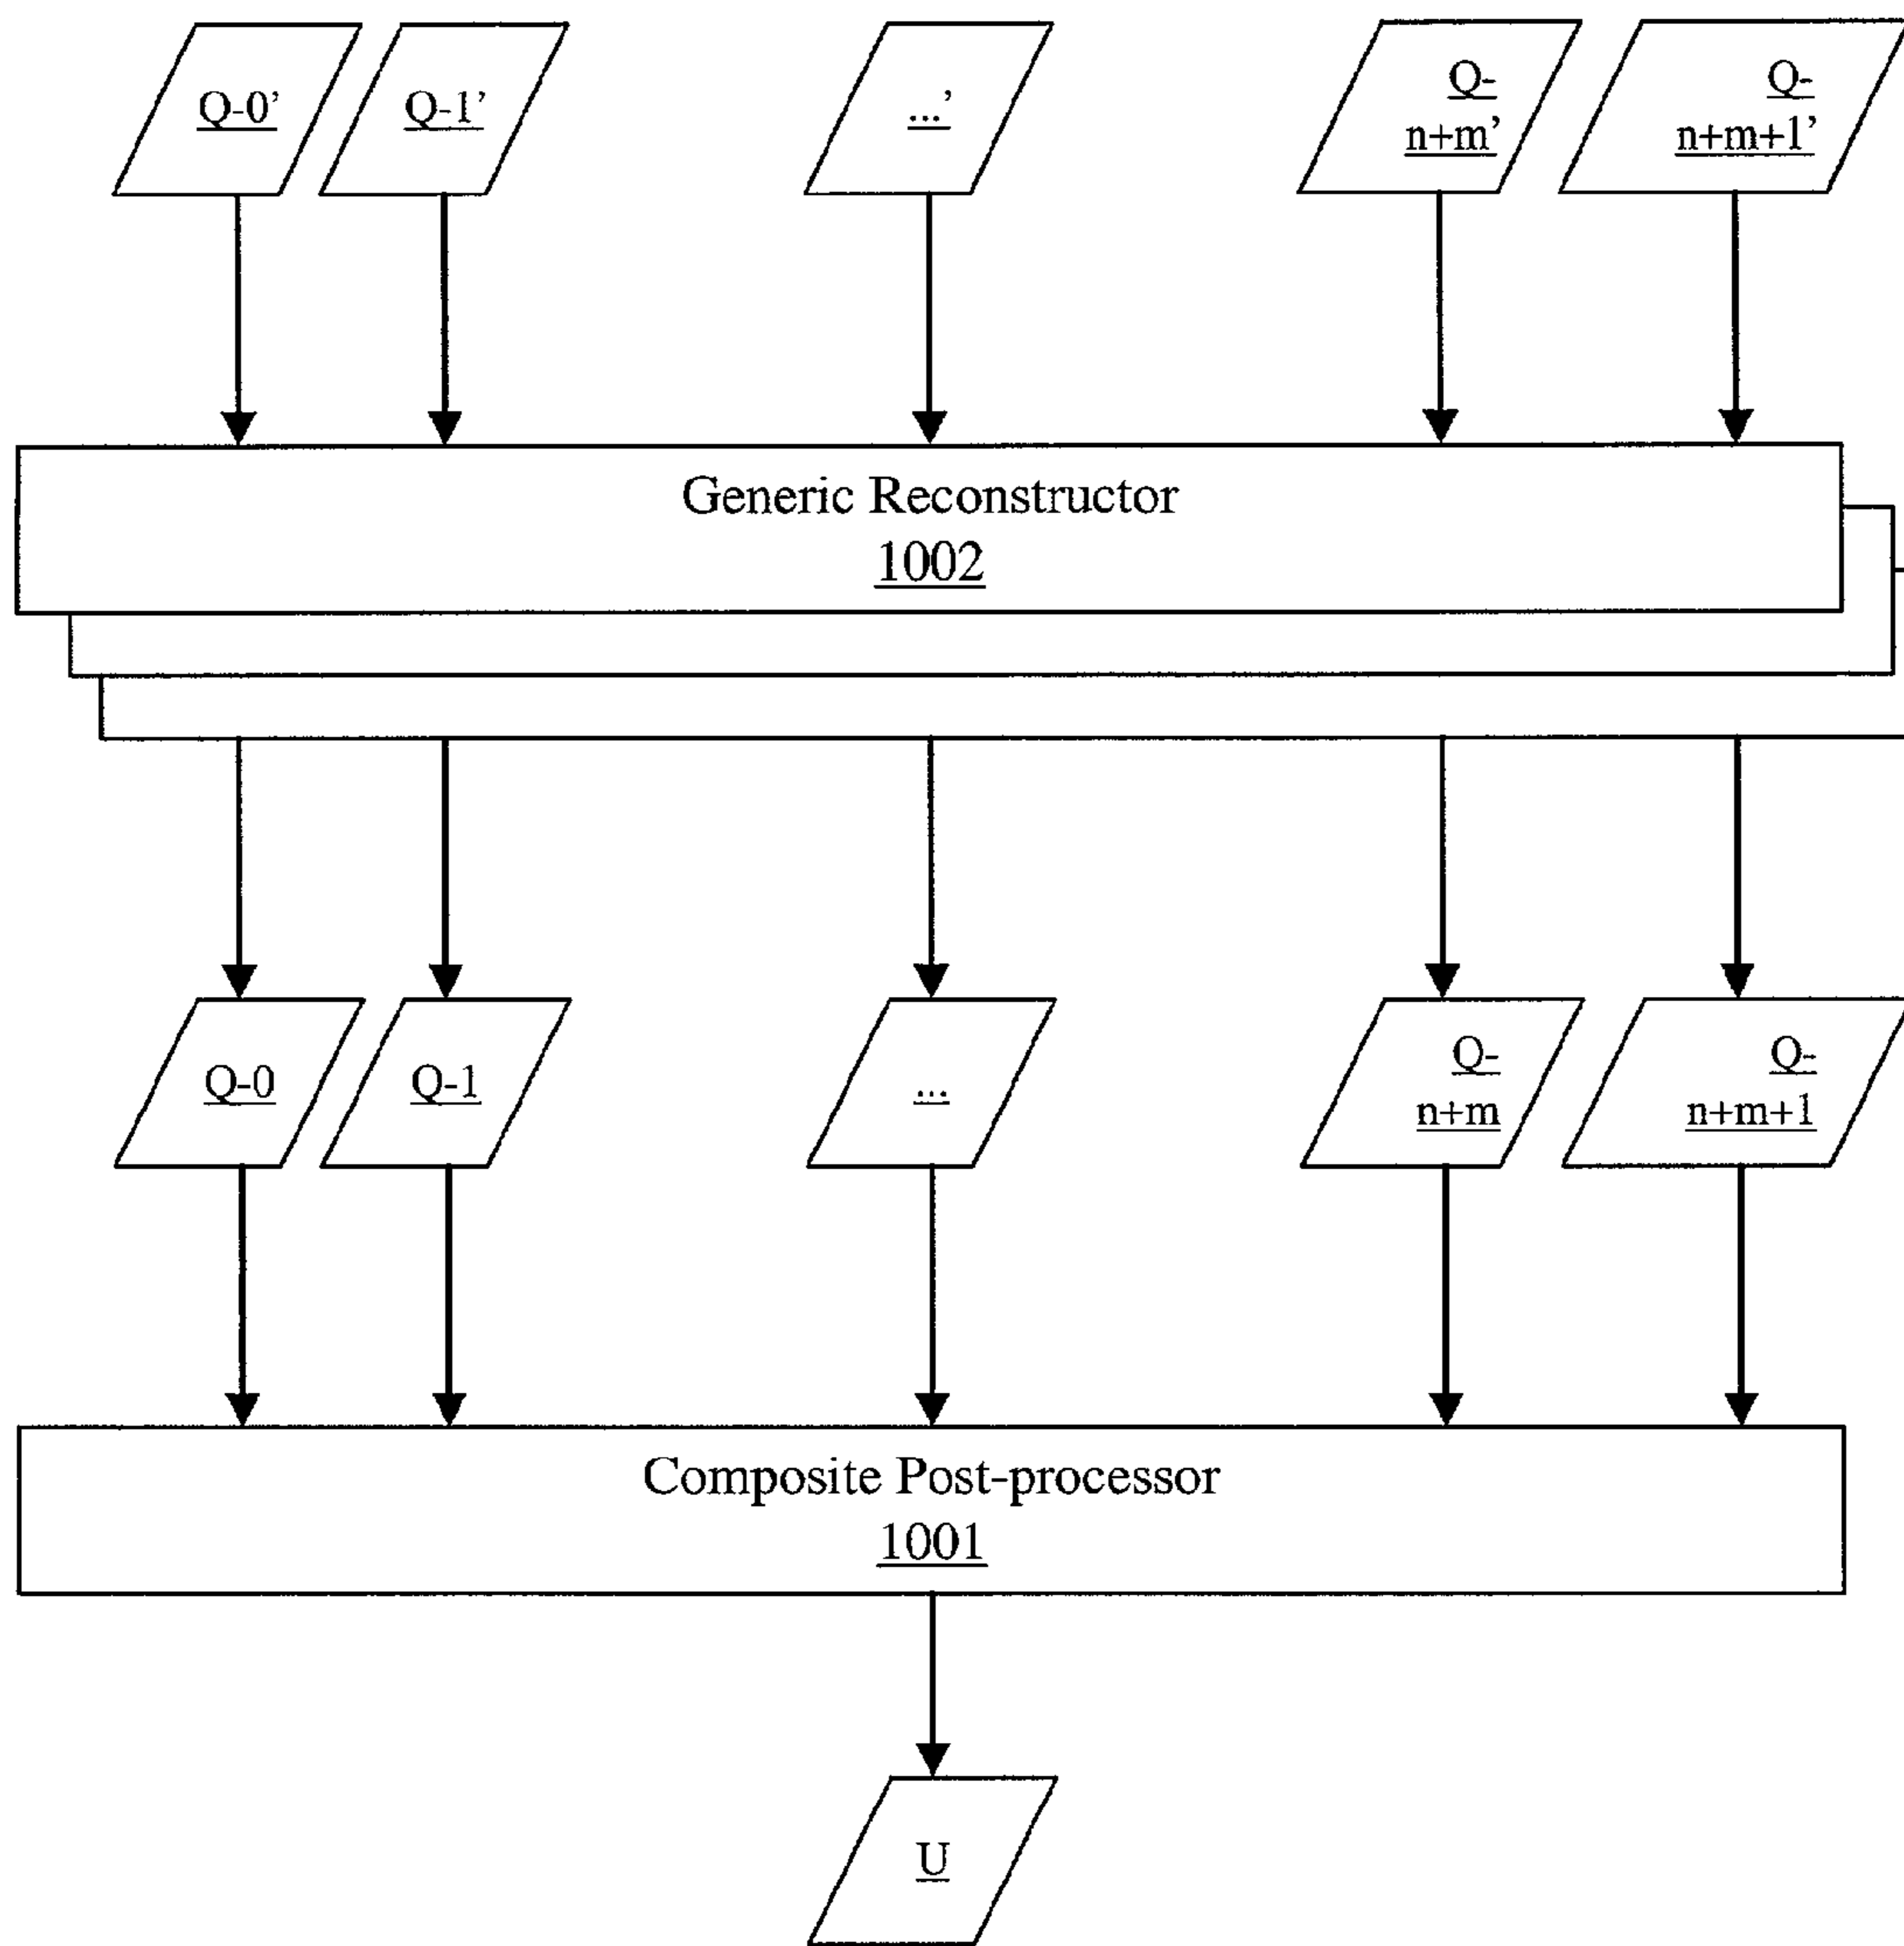 Q-0’
Q-1’
...’
Q-
n+m’
Q-
n+m+1’
Generic Reconstructor
1002
Q-0
Q-1
...
Q-
n+m
Q-
n+m+1
Composite Post-processor
1001
U